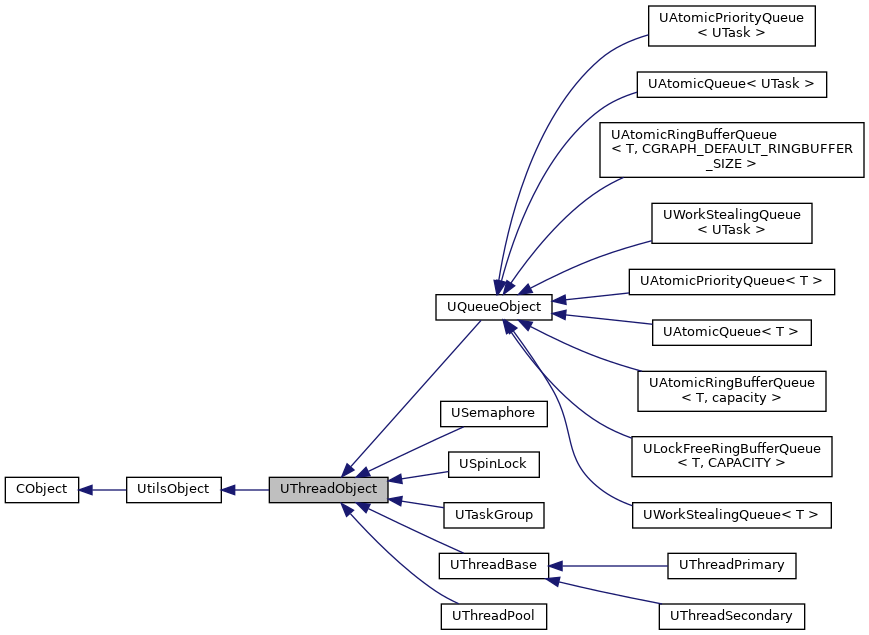 UAtomicPriorityQueue
< UTask >
UAtomicQueue< UTask >
UAtomicRingBufferQueue
< T, CGRAPH_DEFAULT_RINGBUFFER
_SIZE >
UWorkStealingQueue
< UTask >
UAtomicPriorityQueue< T >
UQueueObject
UAtomicQueue< T >
UAtomicRingBufferQueue
< T, capacity >
USemaphore
ULockFreeRingBufferQueue
< T, CAPACITY >
USpinLock
CObject
UtilsObject
UThreadObject
UTaskGroup
UWorkStealingQueue< T >
UThreadBase
UThreadPrimary
UThreadPool
UThreadSecondary